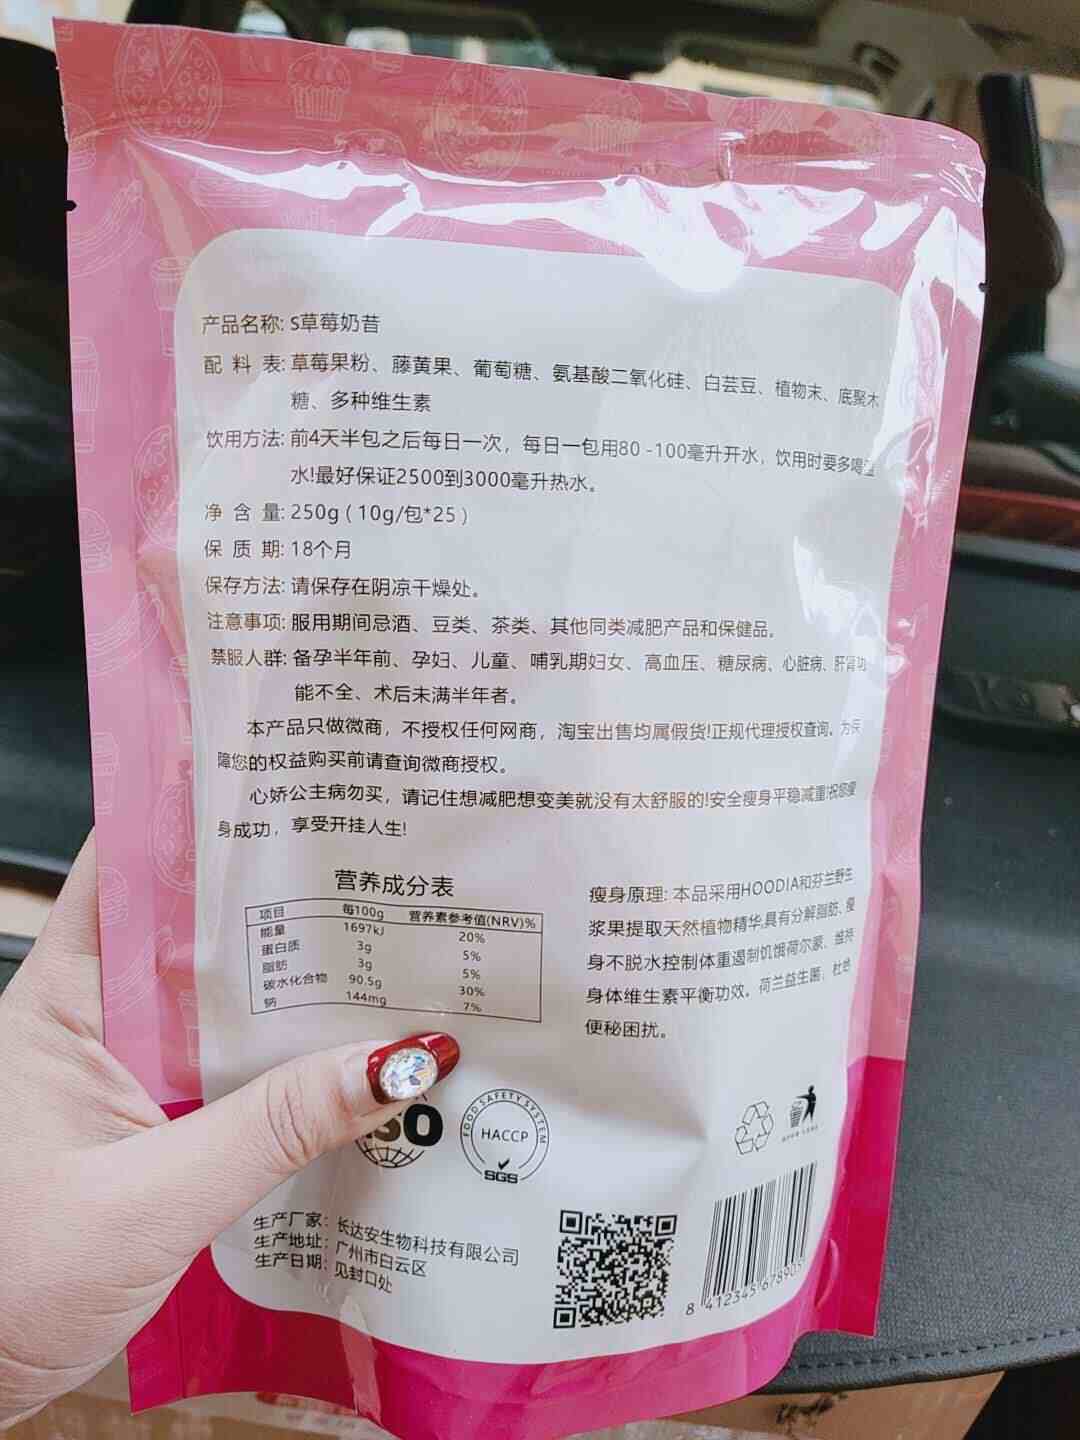 产品名称: S草莓奶昔
配 料 表: 草莓果粉、藤黄果、葡萄糖、氨基酸二氧化硅、白芸豆、植物末、底聚木
糖、多种维生素
饮用方法: 前4天半包之后每日一次，每日一包用80 -100毫升开水，饮用时要多喝温
水!最好保证2500到3000毫升热水。
净 含 量: 250g ( 10g/包*25 )
保 质 期: 18个月
保存方法: 请保存在阴凉干燥处。
注意事项: 服用期间忌酒、豆类、茶类、其他同类减肥产品和保健品。
禁服人群: 备孕半年前、孕妇、儿童、哺乳期妇女、高血压、糖尿病、心脏病、肝肾功
能不全、术后未满半年者。
本产品只做微商，不授权任何网商，淘宝出售均属假货!正规代理授权查询。为保
障您的权益购买前请查询微商授权。
心娇公主病勿买，请记住想减肥想变美就没有太舒服的!安全瘦身平稳减重!祝您瘦
身成功，享受开挂人生!
营养成分表
项目 每100g 营养素参考值(NRV)%
能量 1697kJ 20%
蛋白质 3g 5%
脂肪 3g 5%
碳水化合物 90.5g 30%
钠 144mg 7%
瘦身原理: 本品采用HOODIA和芬兰野生
浆果提取天然植物精华,具有分解脂肪、瘦
身不脱水控制体重遏制饥饿荷尔蒙、维持
身体维生素平衡功效。荷兰益生菌：杜绝
便秘困扰。
ISO
FOOD SAFETY SYSTEM
HACCP
SGS
生产厂家: 长达安生物科技有限公司
生产地址: 广州市白云区
生产日期: 见封口处
8 412345 678905